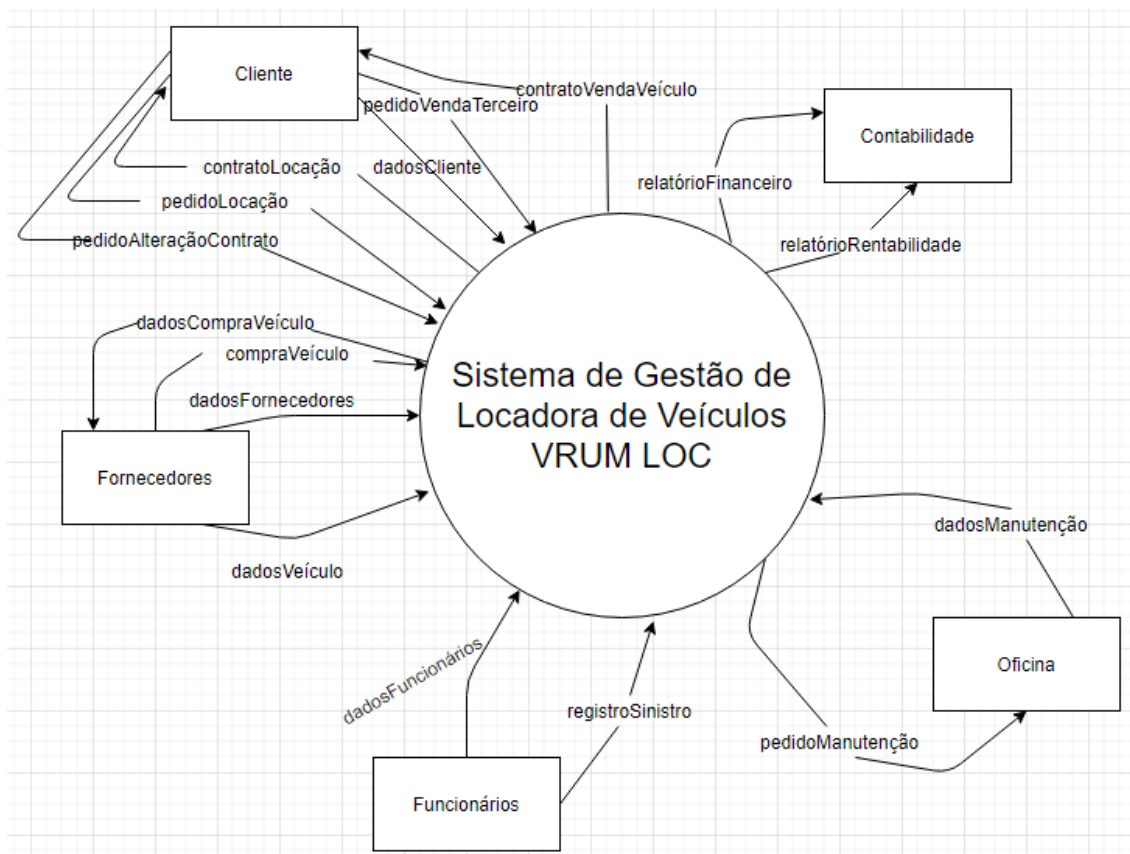 Cliente
contratoVendaVeículo
pedidoVendaTerceiro
Contabilidade
contratoLocação
dadosCliente
relatórioFinanceiro
pedidoLocação
pedidoAlteraçãoContrato
relatórioRentabilidade
dadosCompraVeículo
compraVeículo
Sistema de Gestão de
Locadora de Veículos
VRUM LOC
dadosFornecedores
Fornecedores
dadosManutenção
dadosVeículo
dadosFuncionários
Oficina
registroSinistro
pedidoManutenção
Funcionários